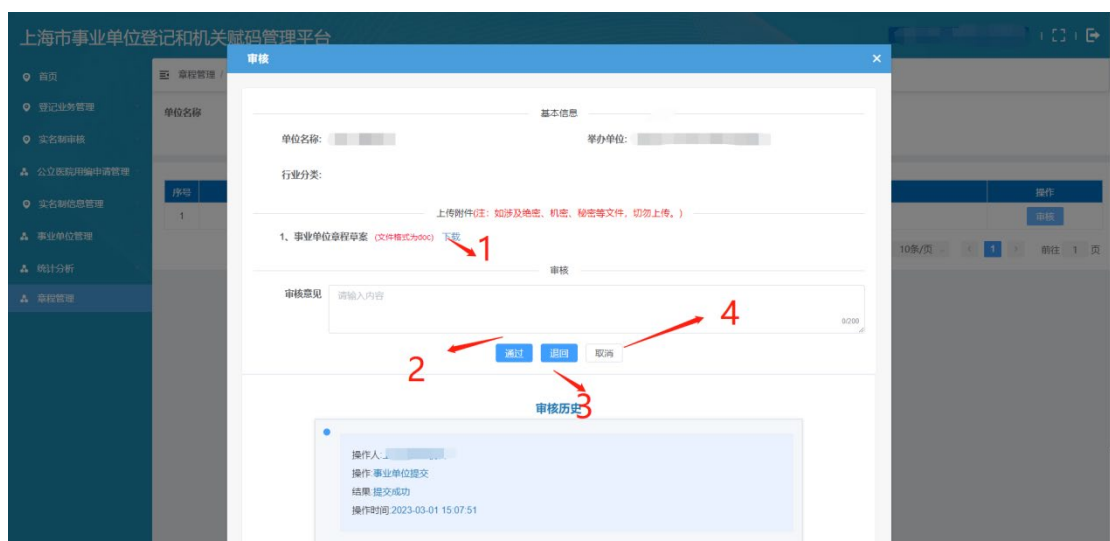 上海市事业单位登记和机关赋码管理平台
审核
首页
章程管理 /
登记业务管理
单位名称
基本信息
实名制审核
单位名称:
举办单位:
公立医院用编申请管理
行业分类:
实名制信息管理
序号
操作
上传附件(注：如涉及绝密、机密、秘密等文件，切勿上传。)
1
审核
事业单位管理
1、事业单位章程草案 (文件格式为doc) 下载
1
10条/页
1
前往 1 页
统计分析
审核
章程管理
审核意见
请输入内容
0/200
4
通过
退回
取消
2
3
审核历史
操作人:
操作:事业单位提交
结果:提交成功
操作时间:2023-03-01 15:07:51